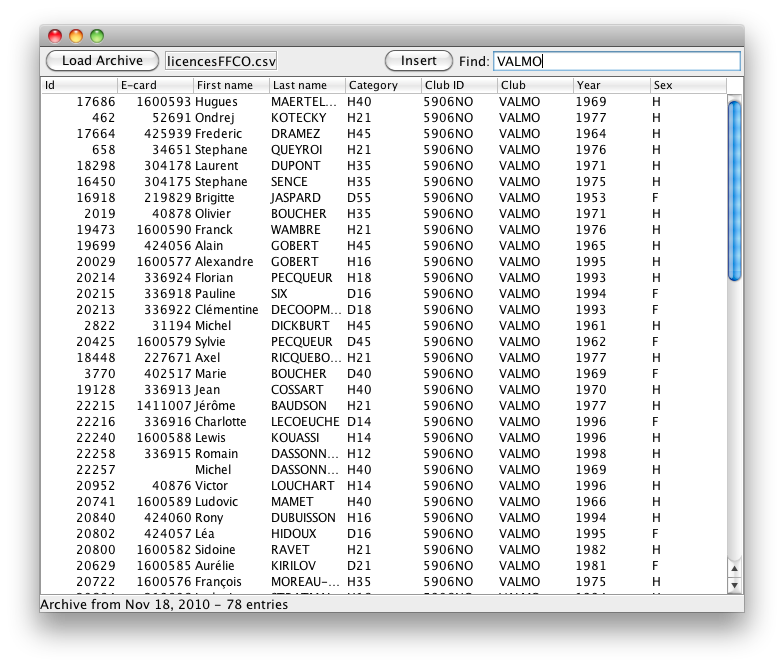 Load Archive licencesFFCO.csv Insert Find: VALMO
Id E-card First name Last name Category Club ID Club Year Sex
17686 1600593 Hugues MAERTEL... H40 5906NO VALMO 1969 H
462 52691 Ondrej KOTECKY H21 5906NO VALMO 1977 H
17664 425939 Frederic DRAMEZ H45 5906NO VALMO 1964 H
658 34651 Stephane QUEYROI H21 5906NO VALMO 1976 H
18298 304178 Laurent DUPONT H35 5906NO VALMO 1971 H
16450 304175 Stephane SENCE H35 5906NO VALMO 1975 H
16918 219829 Brigitte JASPARD D55 5906NO VALMO 1953 F
2019 40878 Olivier BOUCHER H35 5906NO VALMO 1971 H
19473 1600590 Franck WAMBRE H21 5906NO VALMO 1976 H
19699 424056 Alain GOBERT H45 5906NO VALMO 1965 H
20029 1600577 Alexandre GOBERT H16 5906NO VALMO 1995 H
20214 336924 Florian PECQUEUR H18 5906NO VALMO 1993 H
20215 336918 Pauline SIX D16 5906NO VALMO 1994 F
20213 336922 Clémentine DECOOPM... D18 5906NO VALMO 1993 F
2822 31194 Michel DICKBURT H45 5906NO VALMO 1961 H
20425 1600579 Sylvie PECQUEUR D45 5906NO VALMO 1962 F
18448 227671 Axel RICQUEBO... H21 5906NO VALMO 1977 H
3770 402517 Marie BOUCHER D40 5906NO VALMO 1969 F
19128 336913 Jean COSSART H40 5906NO VALMO 1970 H
22215 1411007 Jérôme BAUDSON H21 5906NO VALMO 1977 H
22216 336916 Charlotte LECOEUCHE D14 5906NO VALMO 1996 F
22240 1600588 Lewis KOUASSI H14 5906NO VALMO 1996 H
22258 336915 Romain DASSONN... H12 5906NO VALMO 1998 H
22257 Michel DASSONN... H40 5906NO VALMO 1969 H
20952 40876 Victor LOUCHART H14 5906NO VALMO 1996 H
20741 1600589 Ludovic MAMET H40 5906NO VALMO 1966 H
20840 424060 Rony DUBUISSON H16 5906NO VALMO 1994 H
20802 424057 Léa HIDOUX D16 5906NO VALMO 1995 F
20800 1600582 Sidoine RAVET H21 5906NO VALMO 1982 H
20629 1600585 Aurélie KIRILOV D21 5906NO VALMO 1981 F
20722 1600576 François MOREAU-... H35 5906NO VALMO 1975 H
Archive from Nov 18, 2010 – 78 entries